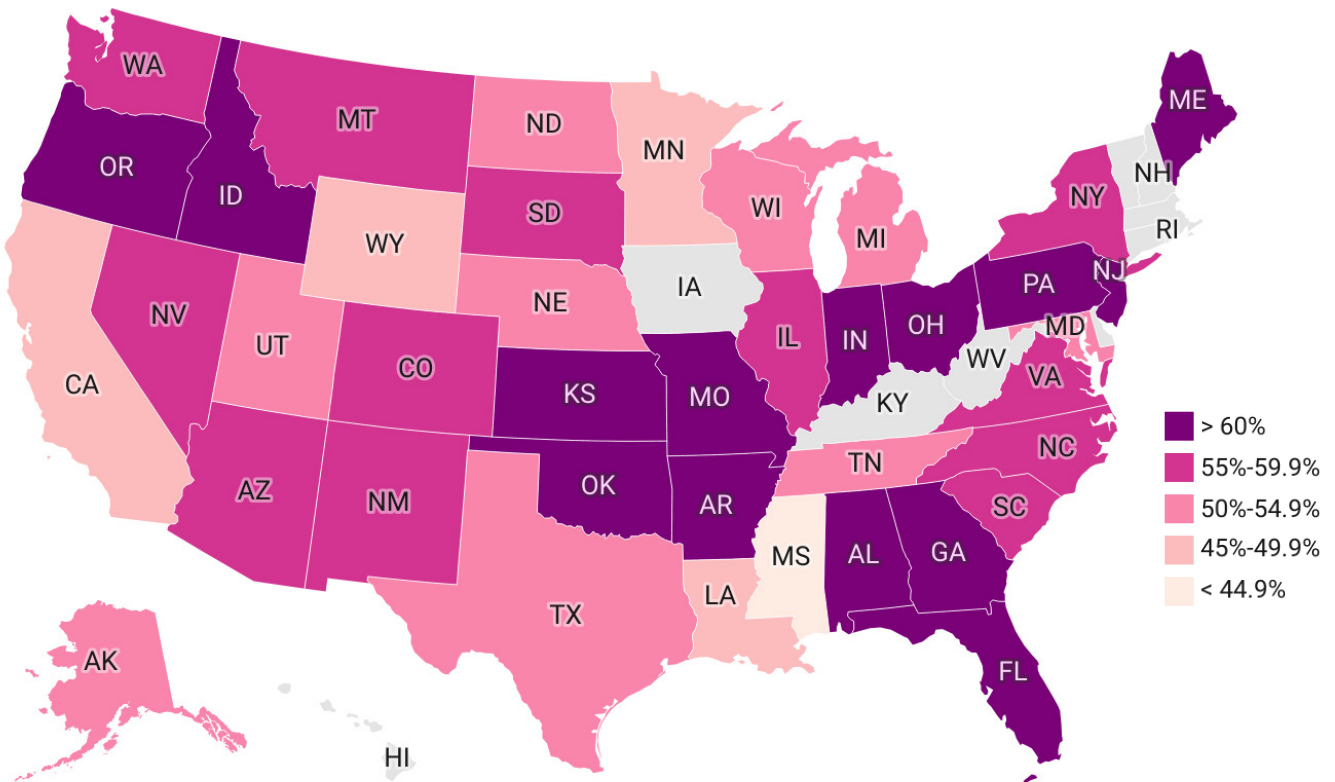 WA
MT
ND
MN
ME
OR
ID
SD
WI
MI
NY
NH
RI
WY
IA
NE
PA
NJ
NV
UT
CO
IL
IN
OH
MD
WV
VA
CA
KS
MO
KY
AZ
NM
OK
AR
TN
NC
SC
TX
LA
MS
AL
GA
FL
AK
HI
> 60%
55%-59.9%
50%-54.9%
45%-49.9%
< 44.9%